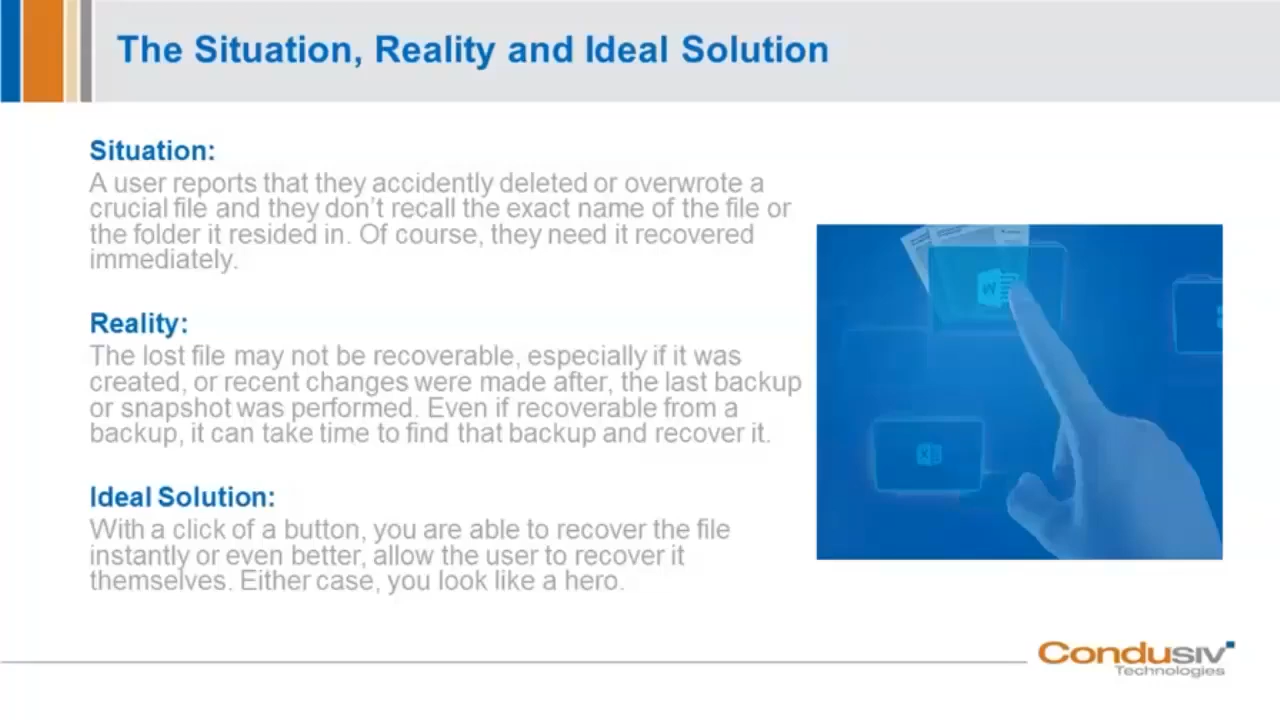 The Situation, Reality and Ideal Solution
Situation:
A user reports that they accidently deleted or overwrote a
crucial file and they don't recall the exact name of the file or
the folder it resided in. Of course, they need it recovered
immediately.
Reality:
The lost file may not be recoverable, especially if it was
created, or recent changes were made after, the last backup
or snapshot was performed. Even if recoverable from a
backup, it can take time to find that backup and recover it.
Ideal Solution:
With a click of a button, you are able to recover the file
instantly or even better, allow the user to recover it
themselves. Either case, you look like a hero.
W
X
Condusiv
Technologies